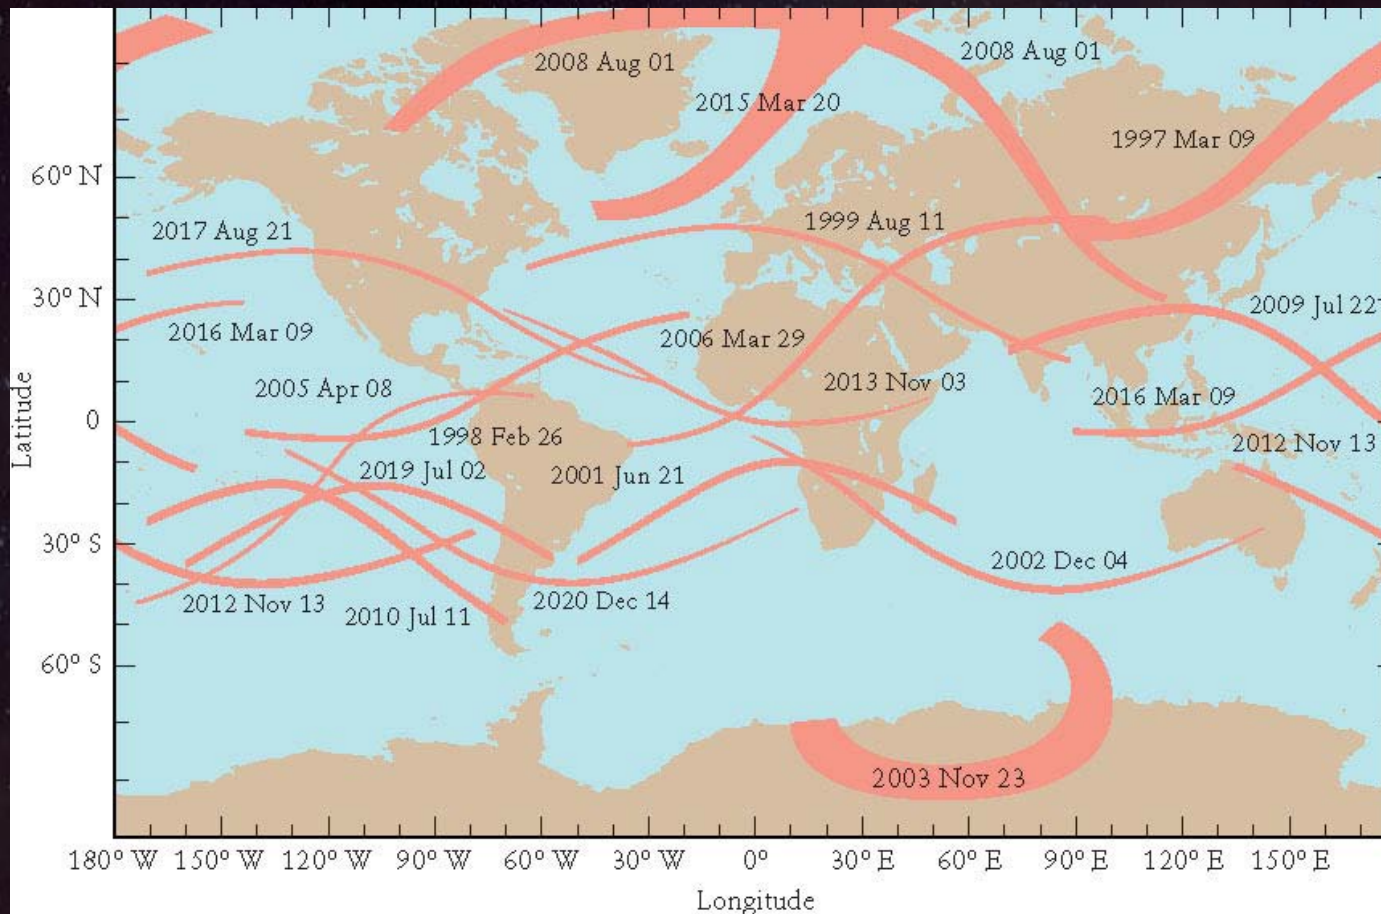 2008 Aug 01
2008 Aug 01
2015 Mar 20
1997 Mar 09
60° N
2017 Aug 21
1999 Aug 11
30° N
2009 Jul 22
2016 Mar 09
2006 Mar 29
2005 Apr 08
2013 Nov 03
2016 Mar 09
0
1998 Feb 26
2012 Nov 13
Latitude
2019 Jul 02
2001 Jun 21
30° S
2002 Dec 04
2012 Nov 13
2020 Dec 14
2010 Jul 11
60° S
2003 Nov 23
180° W 150° W 120° W 90° W 60° W 30° W 0° 30° E 60° E 90° E 120° E 150° E
Longitude